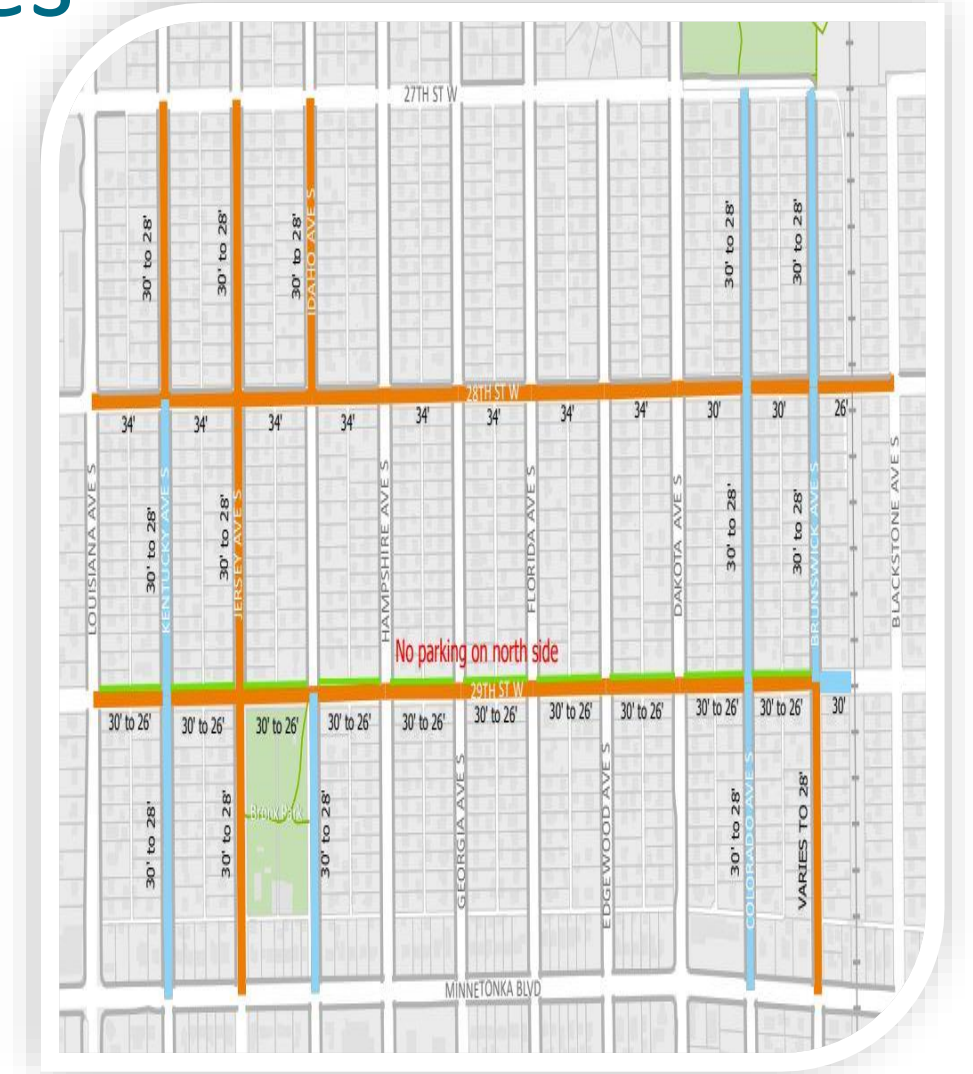 es
27TH ST W
30' to 28'
30' to 28'
30' to 28'
IDAHO AVE S
30' to 28'
30' to 28'
28TH ST W
34'
34'
34'
34'
34'
34'
34'
34'
30'
30'
26'
LOUISIANA AVE S
30' to 28'
KENTUCKY AVE S
30' to 28'
JERSEY AVE S
HAMPSHIRE AVE S
FLORIDA AVE S
DAKOTA AVE S
30' to 28'
30' to 28'
BRUNSWICK AVE S
BLACKSTONE AVE S
No parking on north side
29TH ST W
30' to 26'
30' to 26'
30' to 26'
30' to 26'
30' to 26'
30' to 26'
30' to 26'
30' to 26'
30' to 26'
30' to 26'
30'
30' to 28'
30' to 28'
Bronx Park
30' to 28'
GEORGIA AVE S
EDGEWOOD AVE S
30' to 28'
COLORADO AVE S
VARIES TO 28'
MINNETONKA BLVD